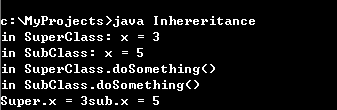 c:\MyProjects>java Inhereritance
in SuperClass: x = 3
in SubClass: x = 5
in SuperClass.doSomething()
in SubClass.doSomething()
Super.x = 3sub.x = 5